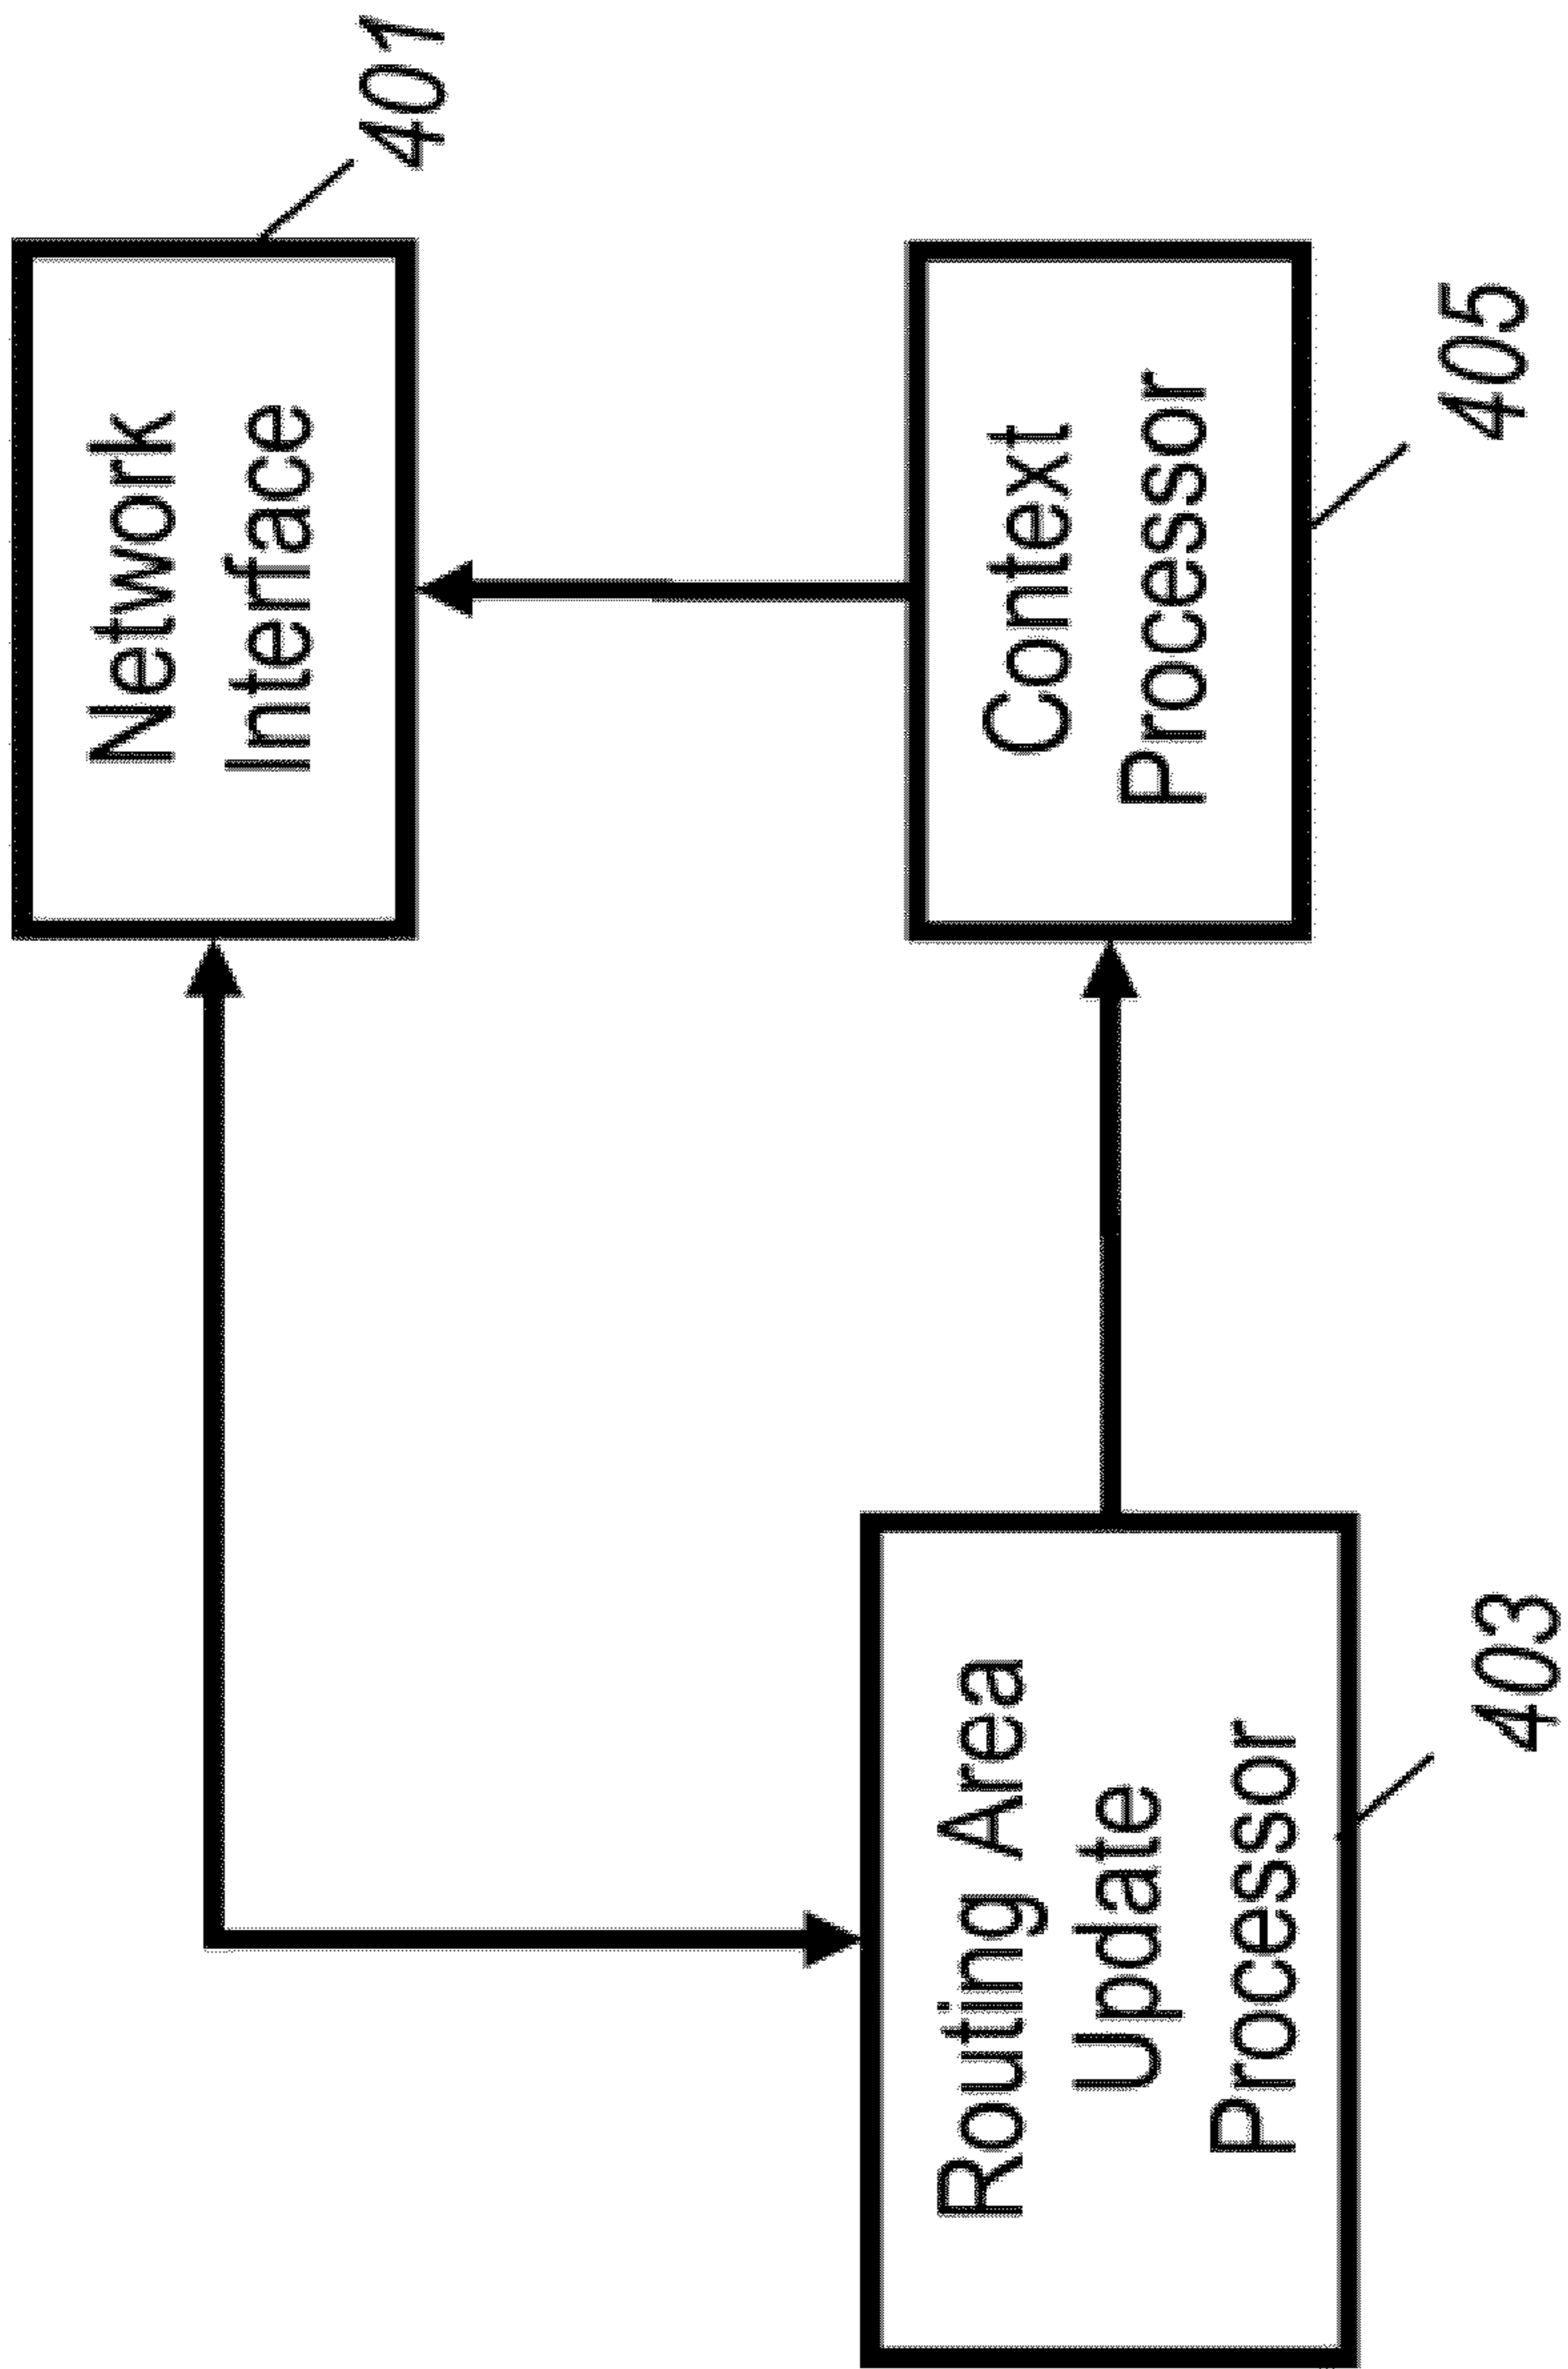 Network
Interface
401
Routing Area
Update
Processor
403
Context
Processor
405